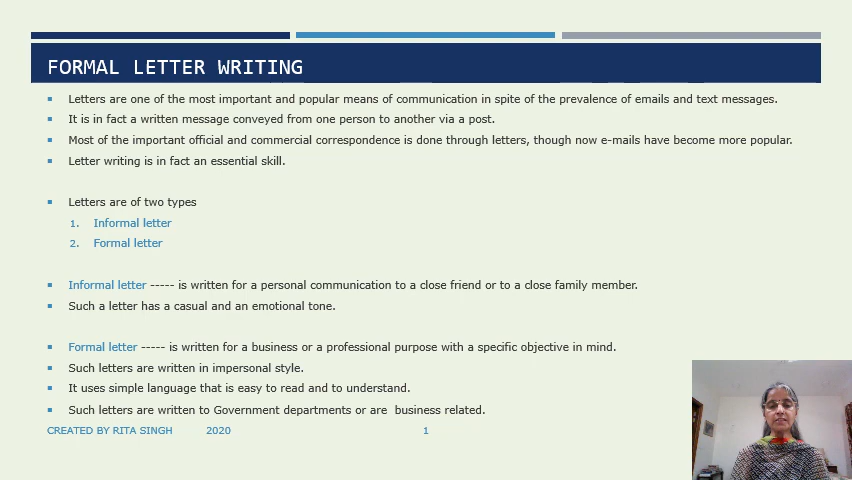 FORMAL LETTER WRITING
Letters are one of the most important and popular means of communication in spite of the prevalence of emails and text messages.
It is in fact a written message conveyed from one person to another via a post.
Most of the important official and commercial correspondence is done through letters, though now e-mails have become more popular.
Letter writing is in fact an essential skill.
Letters are of two types
1. Informal letter
2. Formal letter
Informal letter ----- is written for a personal communication to a close friend or to a close family member.
Such a letter has a casual and an emotional tone.
Formal letter ----- is written for a business or a professional purpose with a specific objective in mind.
Such letters are written in impersonal style.
It uses simple language that is easy to read and to understand.
Such letters are written to Government departments or are business related.
CREATED BY RITA SINGH 2020 1